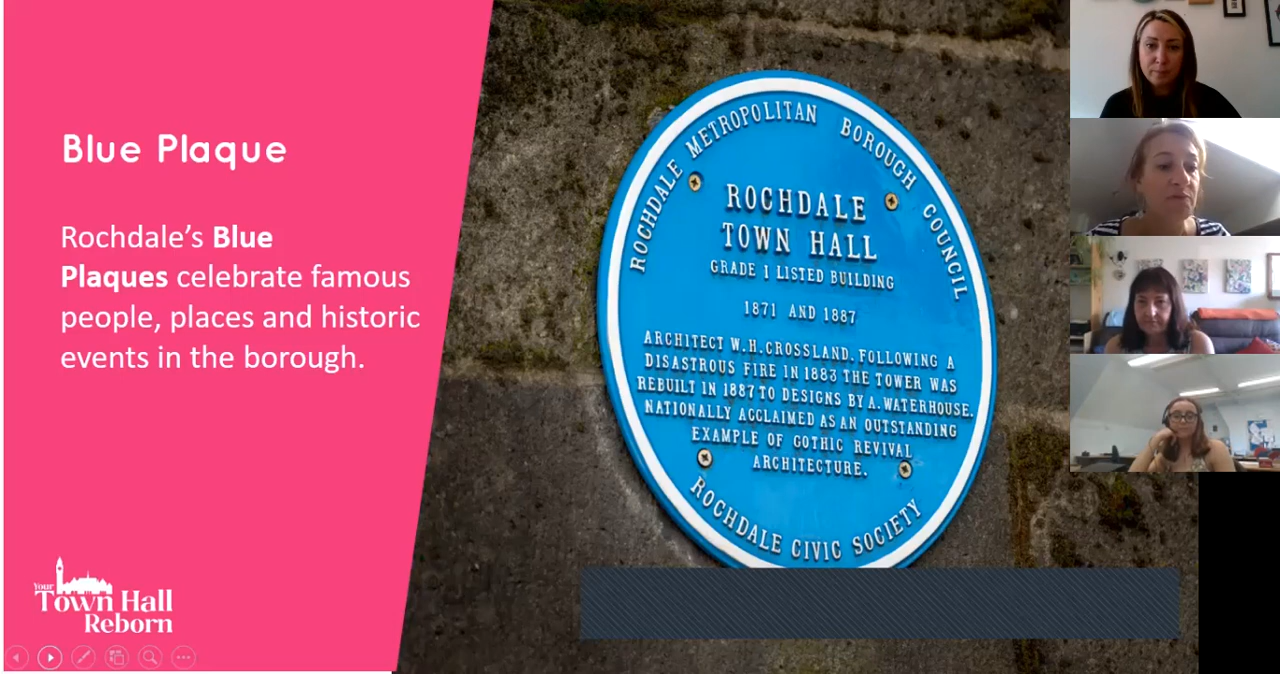 Blue Plaque
Rochdale’s Blue
Plaques celebrate famous
people, places and historic
events in the borough.
Your
Town Hall
Reborn
ROCHDALE METROPOLITAN BOROUGH COUNCIL
ROCHDALE
TOWN HALL
GRADE 1 LISTED BUILDING
1871 AND 1887
ARCHITECT W.H.CROSSLAND. FOLLOWING A
DISASTROUS FIRE IN 1883 THE TOWER WAS
REBUILT IN 1887 TO DESIGNS BY A.WATERHOUSE.
NATIONALLY ACCLAIMED AS AN OUTSTANDING
EXAMPLE OF GOTHIC REVIVAL
ARCHITECTURE.
ROCHDALE CIVIC SOCIETY